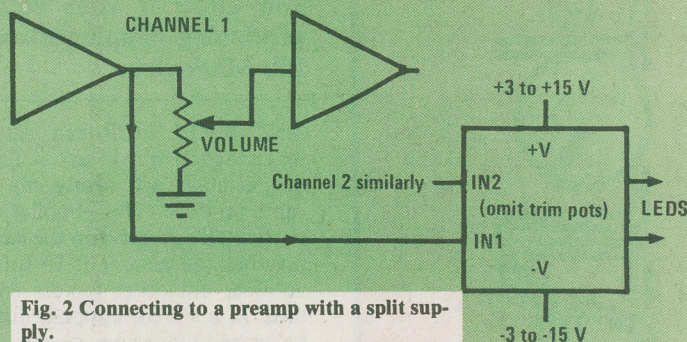 CHANNEL 1
VOLUME
+3 to +15 V
+V
Channel 2 similarly
IN2
(omit trim pots)
LEDS
IN1
-V
-3 to -15 V
Fig. 2 Connecting to a preamp with a split sup-
ply.